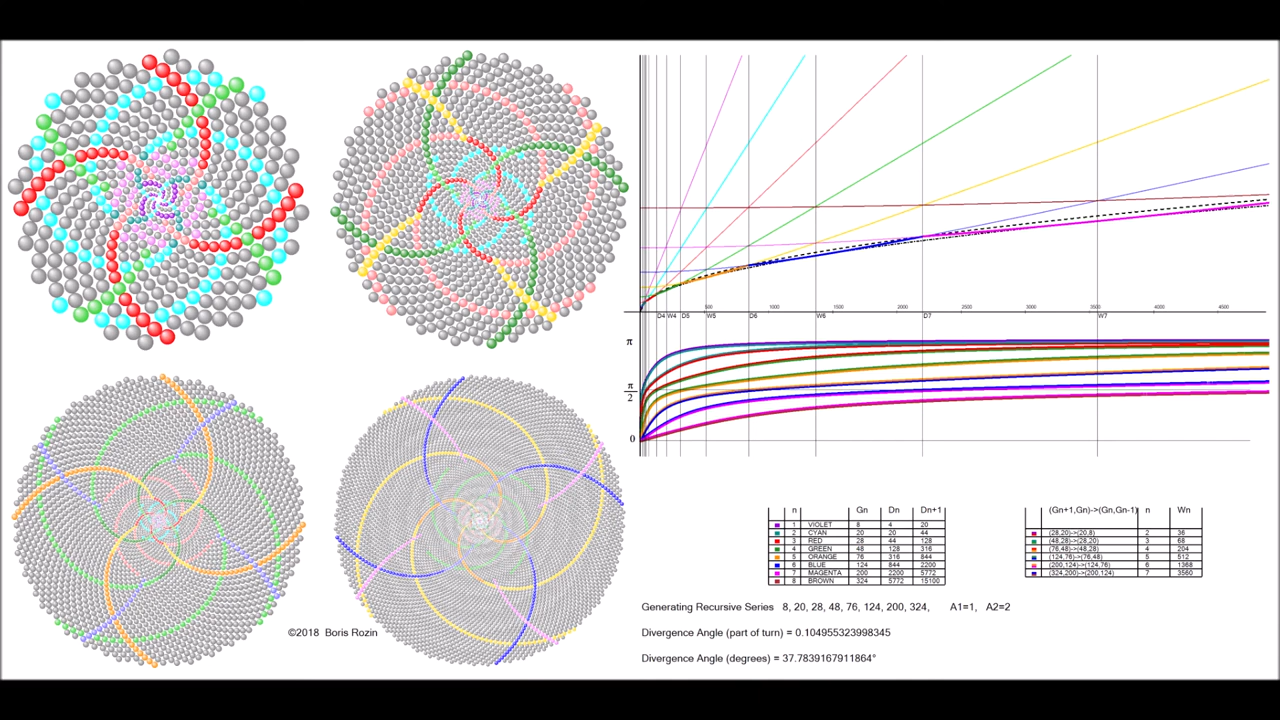 500 1000 1500 2000 2500 3000 3500 4000 4500
D4 W4 D5 W5 D6 W6 D7 W7
π
π
2
0
n Gn Dn Dn+1
1 VIOLET 8 4 20
2 CYAN 20 20 44
3 RED 28 44 128
4 GREEN 48 128 316
5 ORANGE 76 316 844
6 BLUE 124 844 2200
7 MAGENTA 200 2200 5772
8 BROWN 324 5772 15100
(Gn+1,Gn)->(Gn,Gn-1) n Wn
(28,20)->(20,8) 2 36
(48,28)->(28,20) 3 68
(76,48)->(48,28) 4 204
(124,76)->(76,48) 5 512
(200,124)->(124,76) 6 1368
(324,200)->(200,124) 7 3560
Generating Recursive Series 8, 20, 28, 48, 76, 124, 200, 324, A1=1, A2=2
©2018 Boris Rozin
Divergence Angle (part of turn) = 0.104955323998345
Divergence Angle (degrees) = 37.7839167911864°